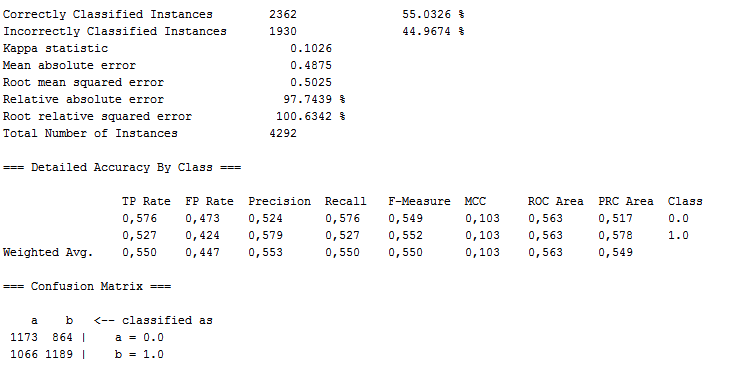 Correctly Classified Instances        2362               55.0326 %
Incorrectly Classified Instances      1930               44.9674 %
Kappa statistic                          0.1026
Mean absolute error                      0.4875
Root mean squared error                  0.5025
Relative absolute error                 97.7439 %
Root relative squared error            100.6342 %
Total Number of Instances             4292
=== Detailed Accuracy By Class ===
                 TP Rate  FP Rate  Precision  Recall   F-Measure  MCC      ROC Area  PRC Area  Class
                 0,576    0,473    0,524      0,576    0,549      0,103    0,563     0,517     0.0
                 0,527    0,424    0,579      0,527    0,552      0,103    0,563     0,578     1.0
Weighted Avg.    0,550    0,447    0,553      0,550    0,550      0,103    0,563     0,549
=== Confusion Matrix ===
    a    b   <-- classified as
 1173  864 |    a = 0.0
 1066 1189 |    b = 1.0